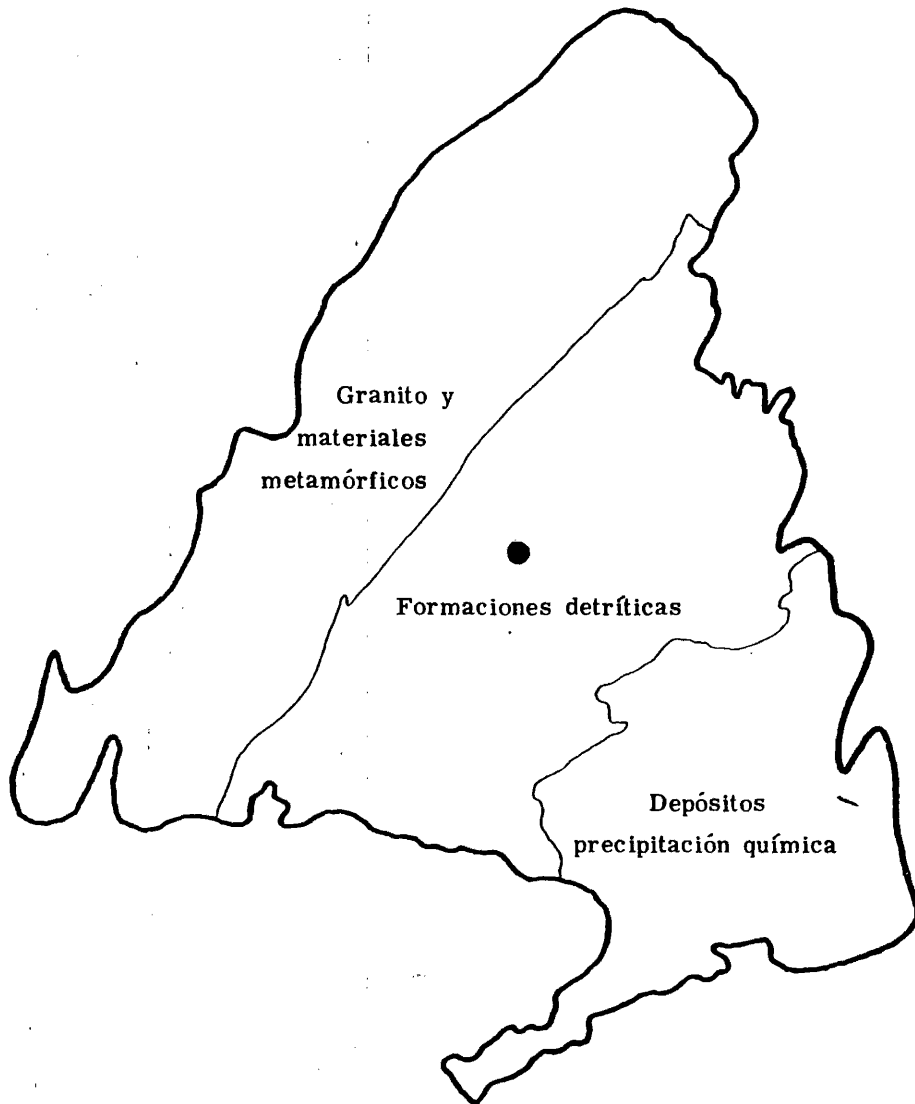 Granito y
materiales
metamórficos
Formaciones detríticas
Depósitos
precipitación química